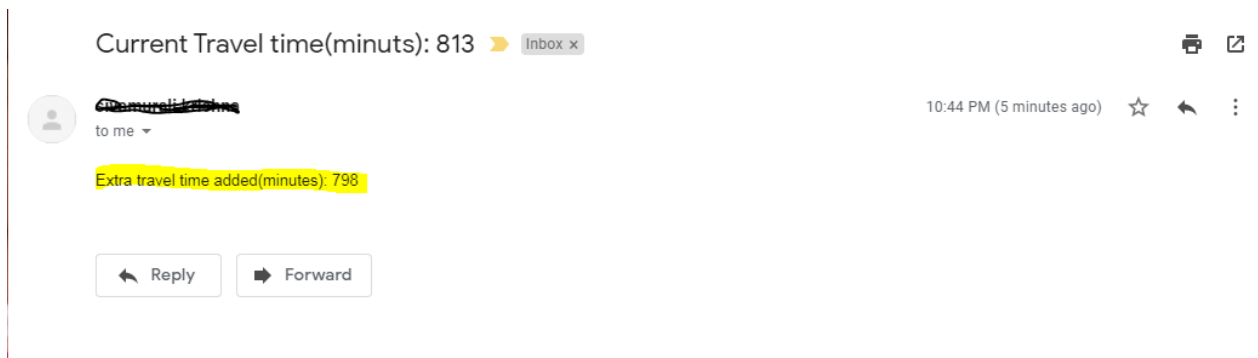 Current Travel time(minuts): 813 Inbox x
10:44 PM (5 minutes ago)
to me
Extra travel time added(minutes): 798
Reply Forward